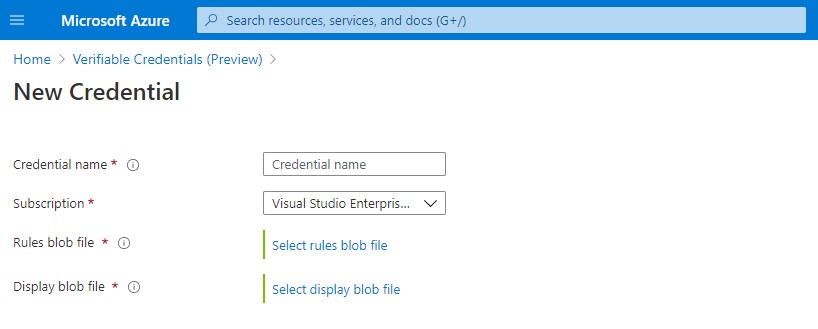 Microsoft Azure Search resources, services, and docs (G+/)
Home > Verifiable Credentials (Preview) >
New Credential
Credential name * Credential name
Subscription * Visual Studio Enterpris...
Rules blob file * Select rules blob file
Display blob file * Select display blob file